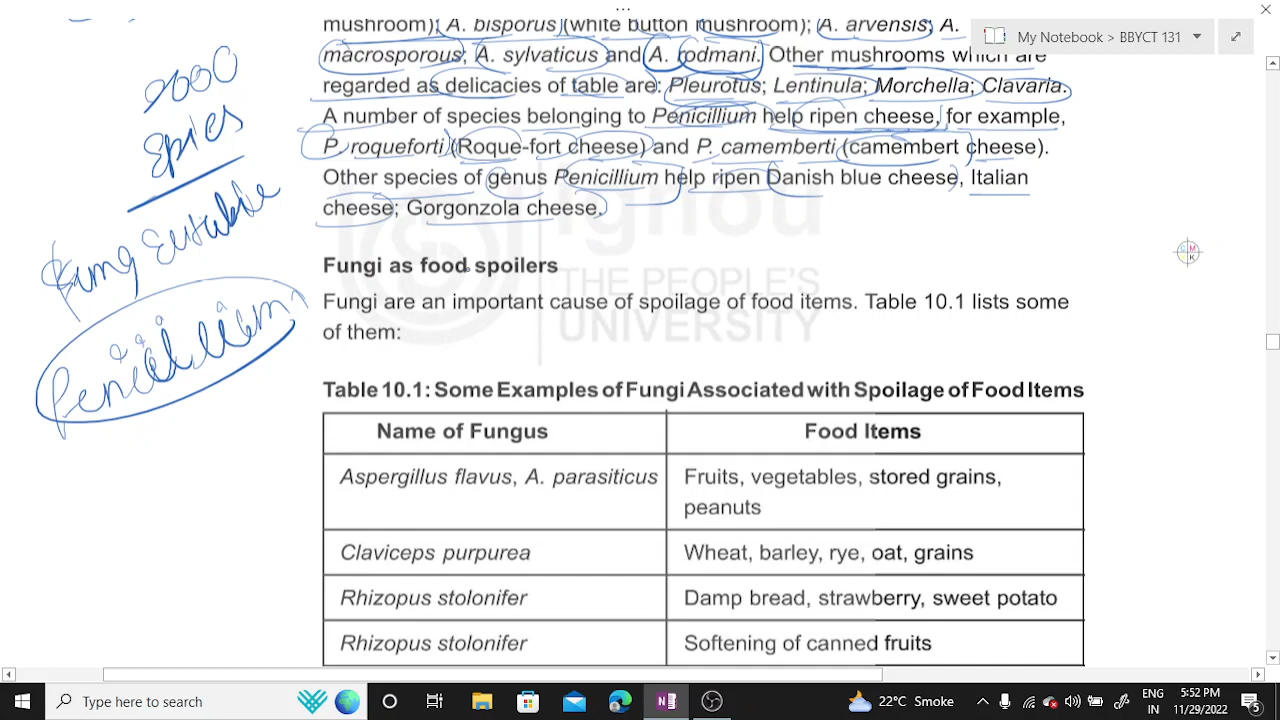 mushroom); A. bisporus (white button mushroom); A. arvensis; A.
My Notebook > BBYCT 131
macrosporous; A. sylvaticus and A. rodmani. Other mushrooms which are
regarded as delicacies of table are: Pleurotus; Lentinula; Morchella; Clavaria.
A number of species belonging to Penicillium help ripen cheese, for example,
P. roqueforti (Roque-fort cheese) and P. camemberti (camembert cheese).
Other species of genus Penicillium help ripen Danish blue cheese, Italian
cheese; Gorgonzola cheese.
2000
Penicillium
ignou
THE PEOPLE'S
UNIVERSITY
C M
Y K
Fungi as food spoilers
Fungi are an important cause of spoilage of food items. Table 10.1 lists some
of them:
Table 10.1: Some Examples of Fungi Associated with Spoilage of Food Items
Name of Fungus Food Items
Aspergillus flavus, A. parasiticus Fruits, vegetables, stored grains,
peanuts
Claviceps purpurea Wheat, barley, rye, oat, grains
Rhizopus stolonifer Damp bread, strawberry, sweet potato
Rhizopus stolonifer Softening of canned fruits
Type here to search
22°C Smoke
ENG
IN
5:52 PM
11/29/2022
5